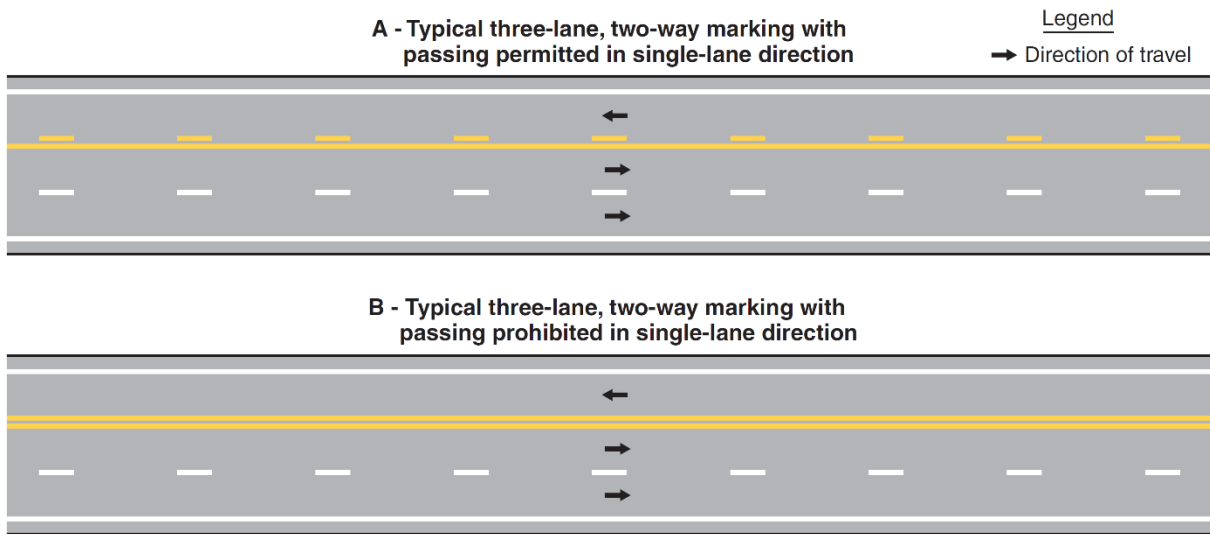 A - Typical three-lane, two-way marking with
passing permitted in single-lane direction
Legend
Direction of travel
B - Typical three-lane, two-way marking with
passing prohibited in single-lane direction